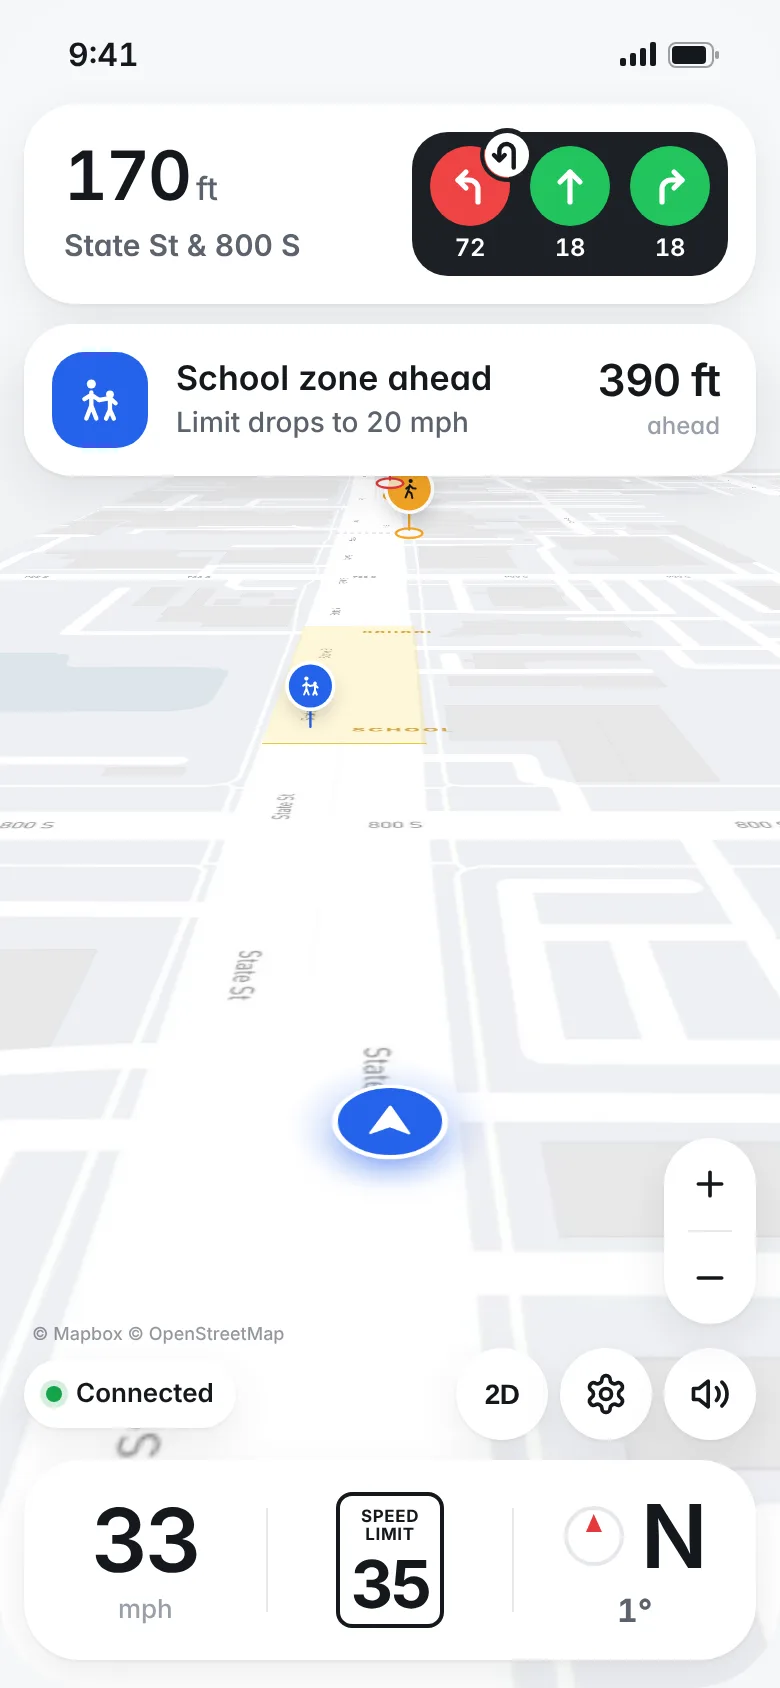 9:41
170 ft
State St & 800 S
72 18 18
School zone ahead
Limit drops to 20 mph
390 ft
ahead
SCHOOL
State St
800 S 800 S 800 S
State St
State
© Mapbox © OpenStreetMap
Connected
2D
S
33
mph
SPEED
LIMIT
35
N
1°